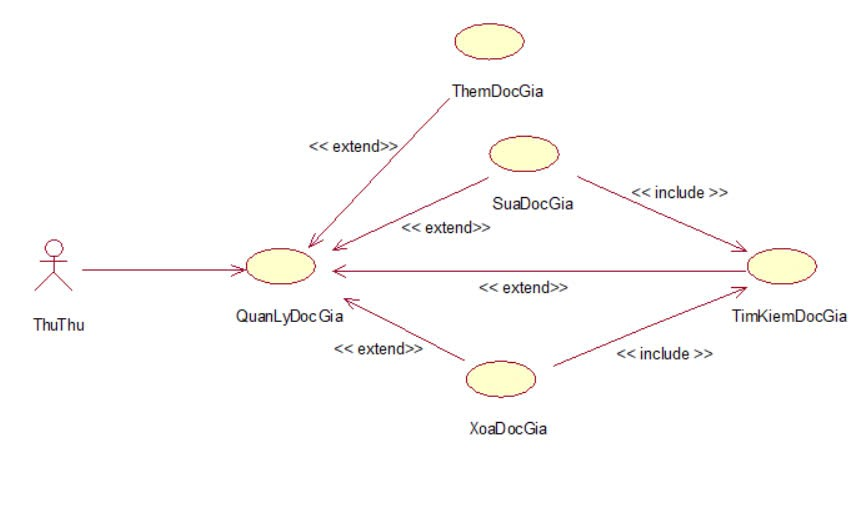 ThemDocGia
<< extend>>
SuaDocGia
<< include >>
<< extend>>
ThuThu
QuanLyDocGia
<< extend>>
TimKiemDocGia
<< extend>>
<< include >>
XoaDocGia